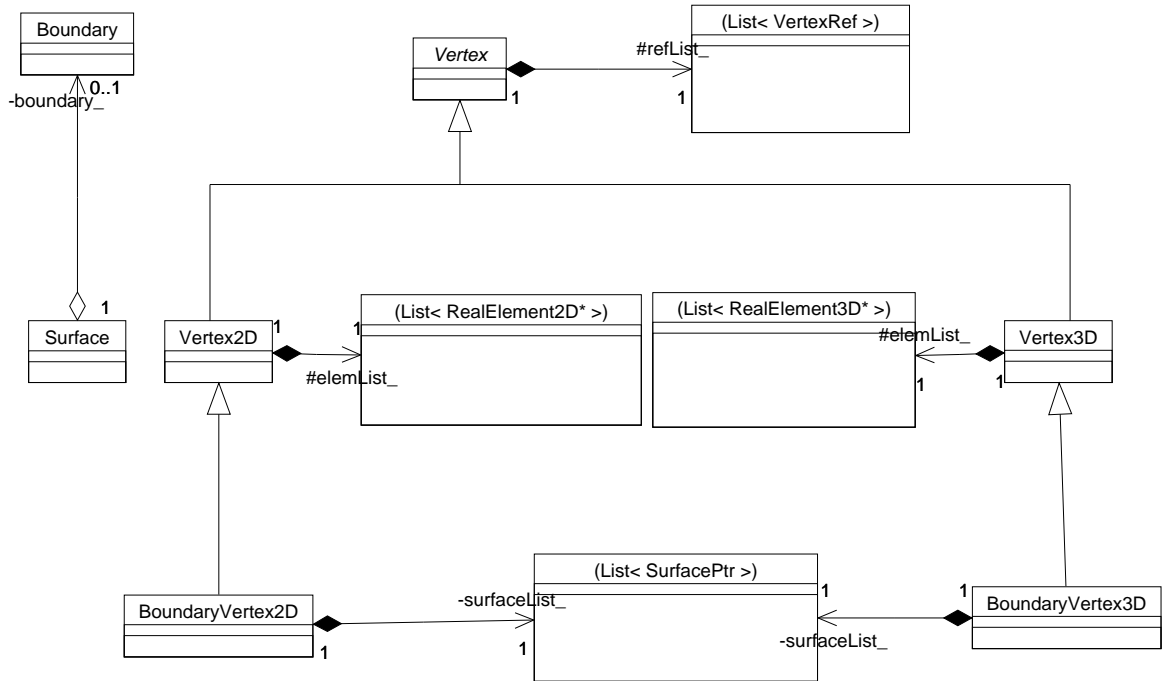 Boundary
(List< VertexRef >)
Vertex
#refList_
1
1
0..1
-boundary_
1
Surface
Vertex2D
1
(List< RealElement2D* >)
1
#elemList_
(List< RealElement3D* >)
#elemList_
1
1
Vertex3D
(List< SurfacePtr >)
BoundaryVertex2D
1
-surfaceList_
1
1
-surfaceList_
1
BoundaryVertex3D